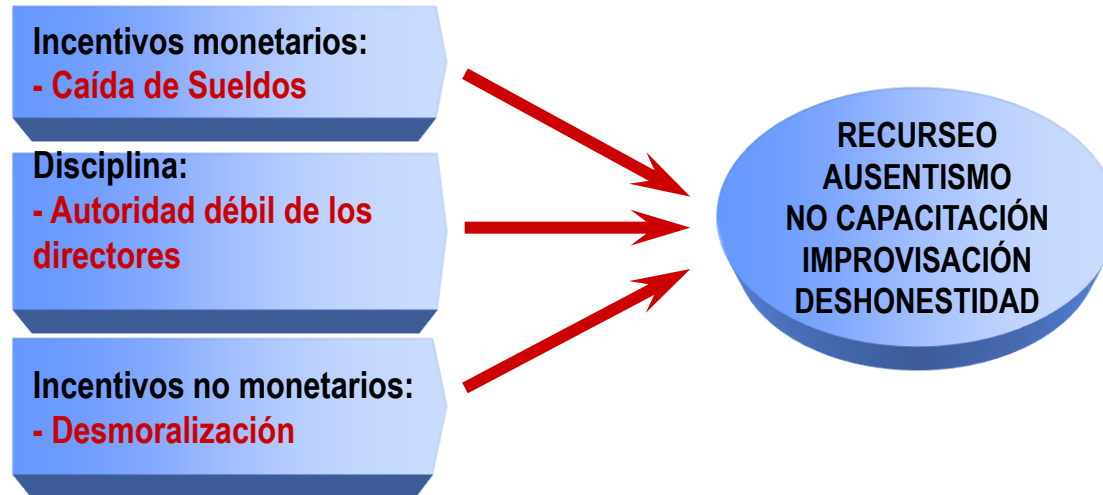 Incentivos monetarios:
- Caída de Sueldos
Disciplina:
- Autoridad débil de los
directores
Incentivos no monetarios:
- Desmoralización
RECURSEO
AUSENTISMO
NO CAPACITACIÓN
IMPROVISACIÓN
DESHONESTIDAD